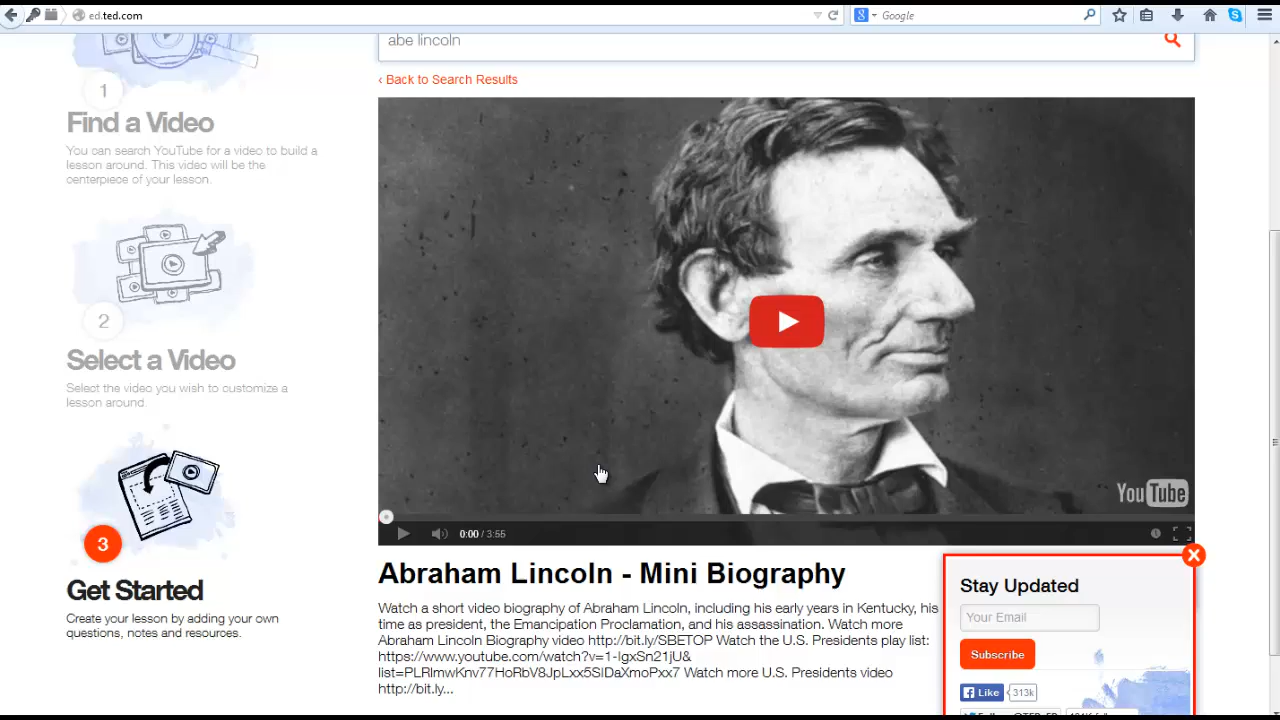 ed.ted.com
Google
abe lincoln
‹ Back to Search Results
1
Find a Video
You can search YouTube for a video to build a
lesson around. This video will be the
centerpiece of your lesson.
2
Select a Video
Select the video you wish to customize a
lesson around.
3
Get Started
Create your lesson by adding your own
questions, notes and resources.
YouTube
0:00 / 3:55
Abraham Lincoln - Mini Biography
Watch a short video biography of Abraham Lincoln, including his early years in Kentucky, his
time as president, the Emancipation Proclamation, and his assassination. Watch more
Abraham Lincoln Biography video http://bit.ly/SBETOP Watch the U.S. Presidents play list:
https://www.youtube.com/watch?v=1-IgxSn21jU&
list=PLRlmwKnv77HoRbV8JpLxx5SIDaXmoPxx7 Watch more U.S. Presidents video
http://bit.ly...
Stay Updated
Your Email
Subscribe
Like
313k